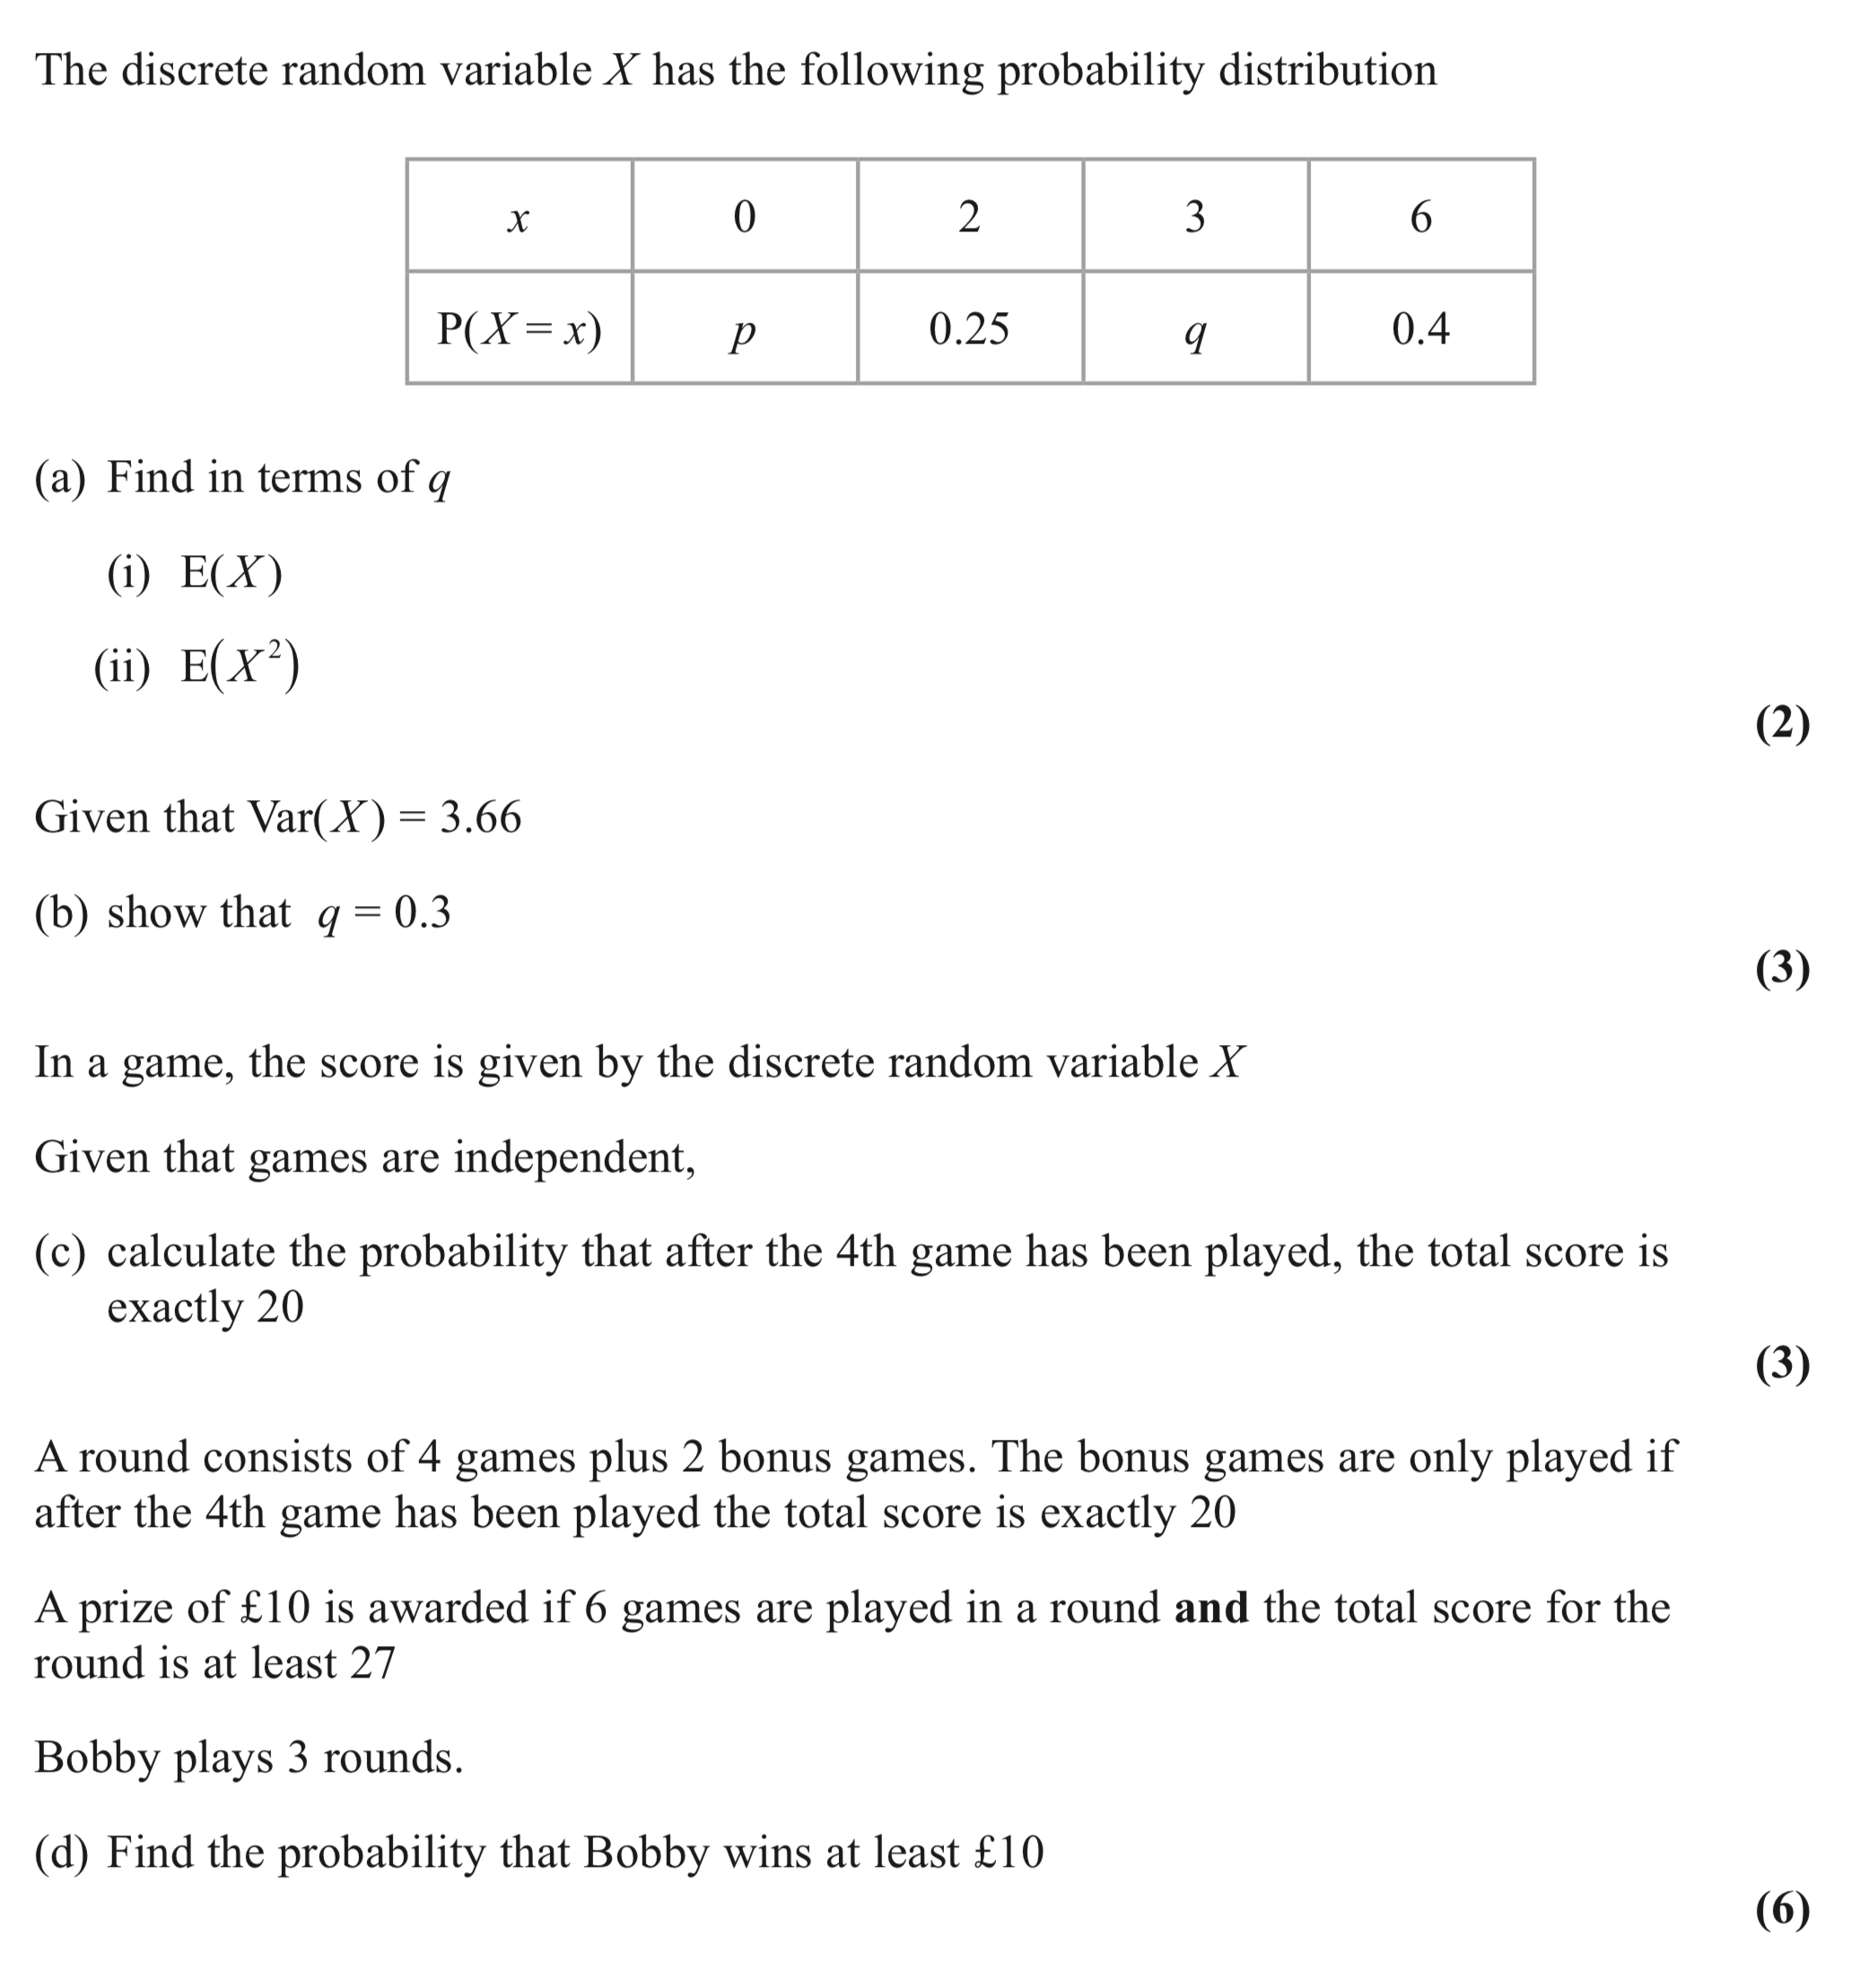 The discrete random variable X has the following probability distribution
x 0 2 3 6
P(X = x) p 0.25 q 0.4
(a) Find in terms of q
(i) E(X)
(ii) E(X²)
(2)
Given that Var(X) = 3.66
(b) show that q = 0.3
(3)
In a game, the score is given by the discrete random variable X
Given that games are independent,
(c) calculate the probability that after the 4th game has been played, the total score is
exactly 20
(3)
A round consists of 4 games plus 2 bonus games. The bonus games are only played if
after the 4th game has been played the total score is exactly 20
A prize of £10 is awarded if 6 games are played in a round and the total score for the
round is at least 27
Bobby plays 3 rounds.
(d) Find the probability that Bobby wins at least £10
(6)